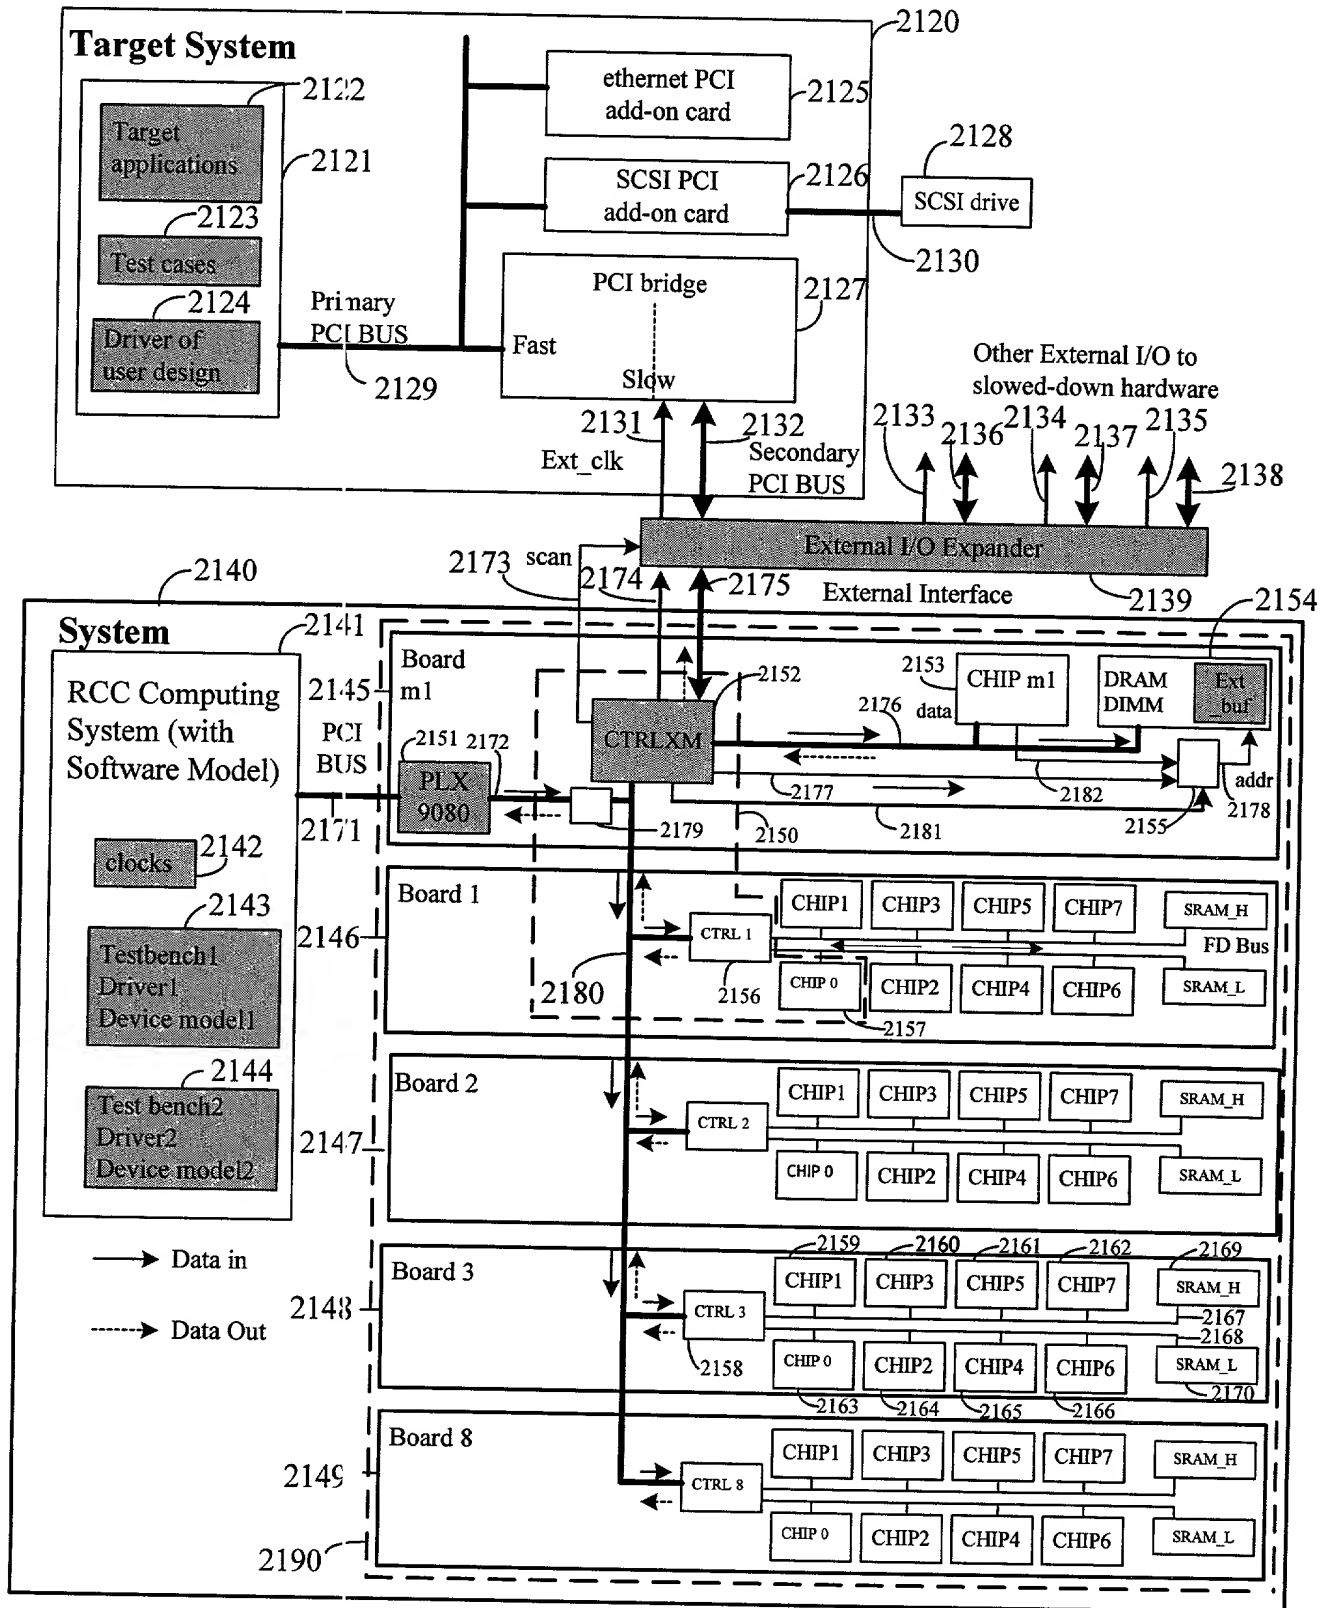 2120
Target System
2122
Target
applications
2121
2123
Test cases
2124
Driver of
user design
Primary
PCI BUS
2129
ethernet PCI
add-on card
2125
SCSI PCI
add-on card
2126
2128
SCSI drive
2130
PCI bridge
2127
Fast
Slow
2131
2132
Ext_clk
Secondary
PCI BUS
Other External I/O to
slowed-down hardware
2133
2136
2134
2137
2135
2138
External I/O Expander
2173
scan
2174
2175
External Interface
2139
2140
System
2141
RCC Computing
System (with
Software Model)
clocks
2142
2143
Testbench1
Driver1
Device model1
2144
Test bench2
Driver2
Device model2
Data in
Data Out
2145
PCI
BUS
2171
Board
m1
2151
2172
PLX
9080
2179
CTRLXM
2152
2153
CHIP m1
data
2176
2154
DRAM
DIMM
Ext
_buf
2177
2182
2155
addr
2178
2150
2181
2146
Board 1
2180
CTRL 1
2156
CHIP1
CHIP3
CHIP5
CHIP7
SRAM_H
FD Bus
CHIP 0
CHIP2
CHIP4
CHIP6
SRAM_L
2157
2147
Board 2
CTRL 2
CHIP1
CHIP3
CHIP5
CHIP7
SRAM_H
CHIP 0
CHIP2
CHIP4
CHIP6
SRAM_L
2148
Board 3
CTRL 3
2158
2159
2160
2161
2162
2169
CHIP1
CHIP3
CHIP5
CHIP7
SRAM_H
2167
2168
CHIP 0
CHIP2
CHIP4
CHIP6
SRAM_L
2170
2163
2164
2165
2166
2149
Board 8
CTRL 8
CHIP1
CHIP3
CHIP5
CHIP7
SRAM_H
CHIP 0
CHIP2
CHIP4
CHIP6
SRAM_L
2190